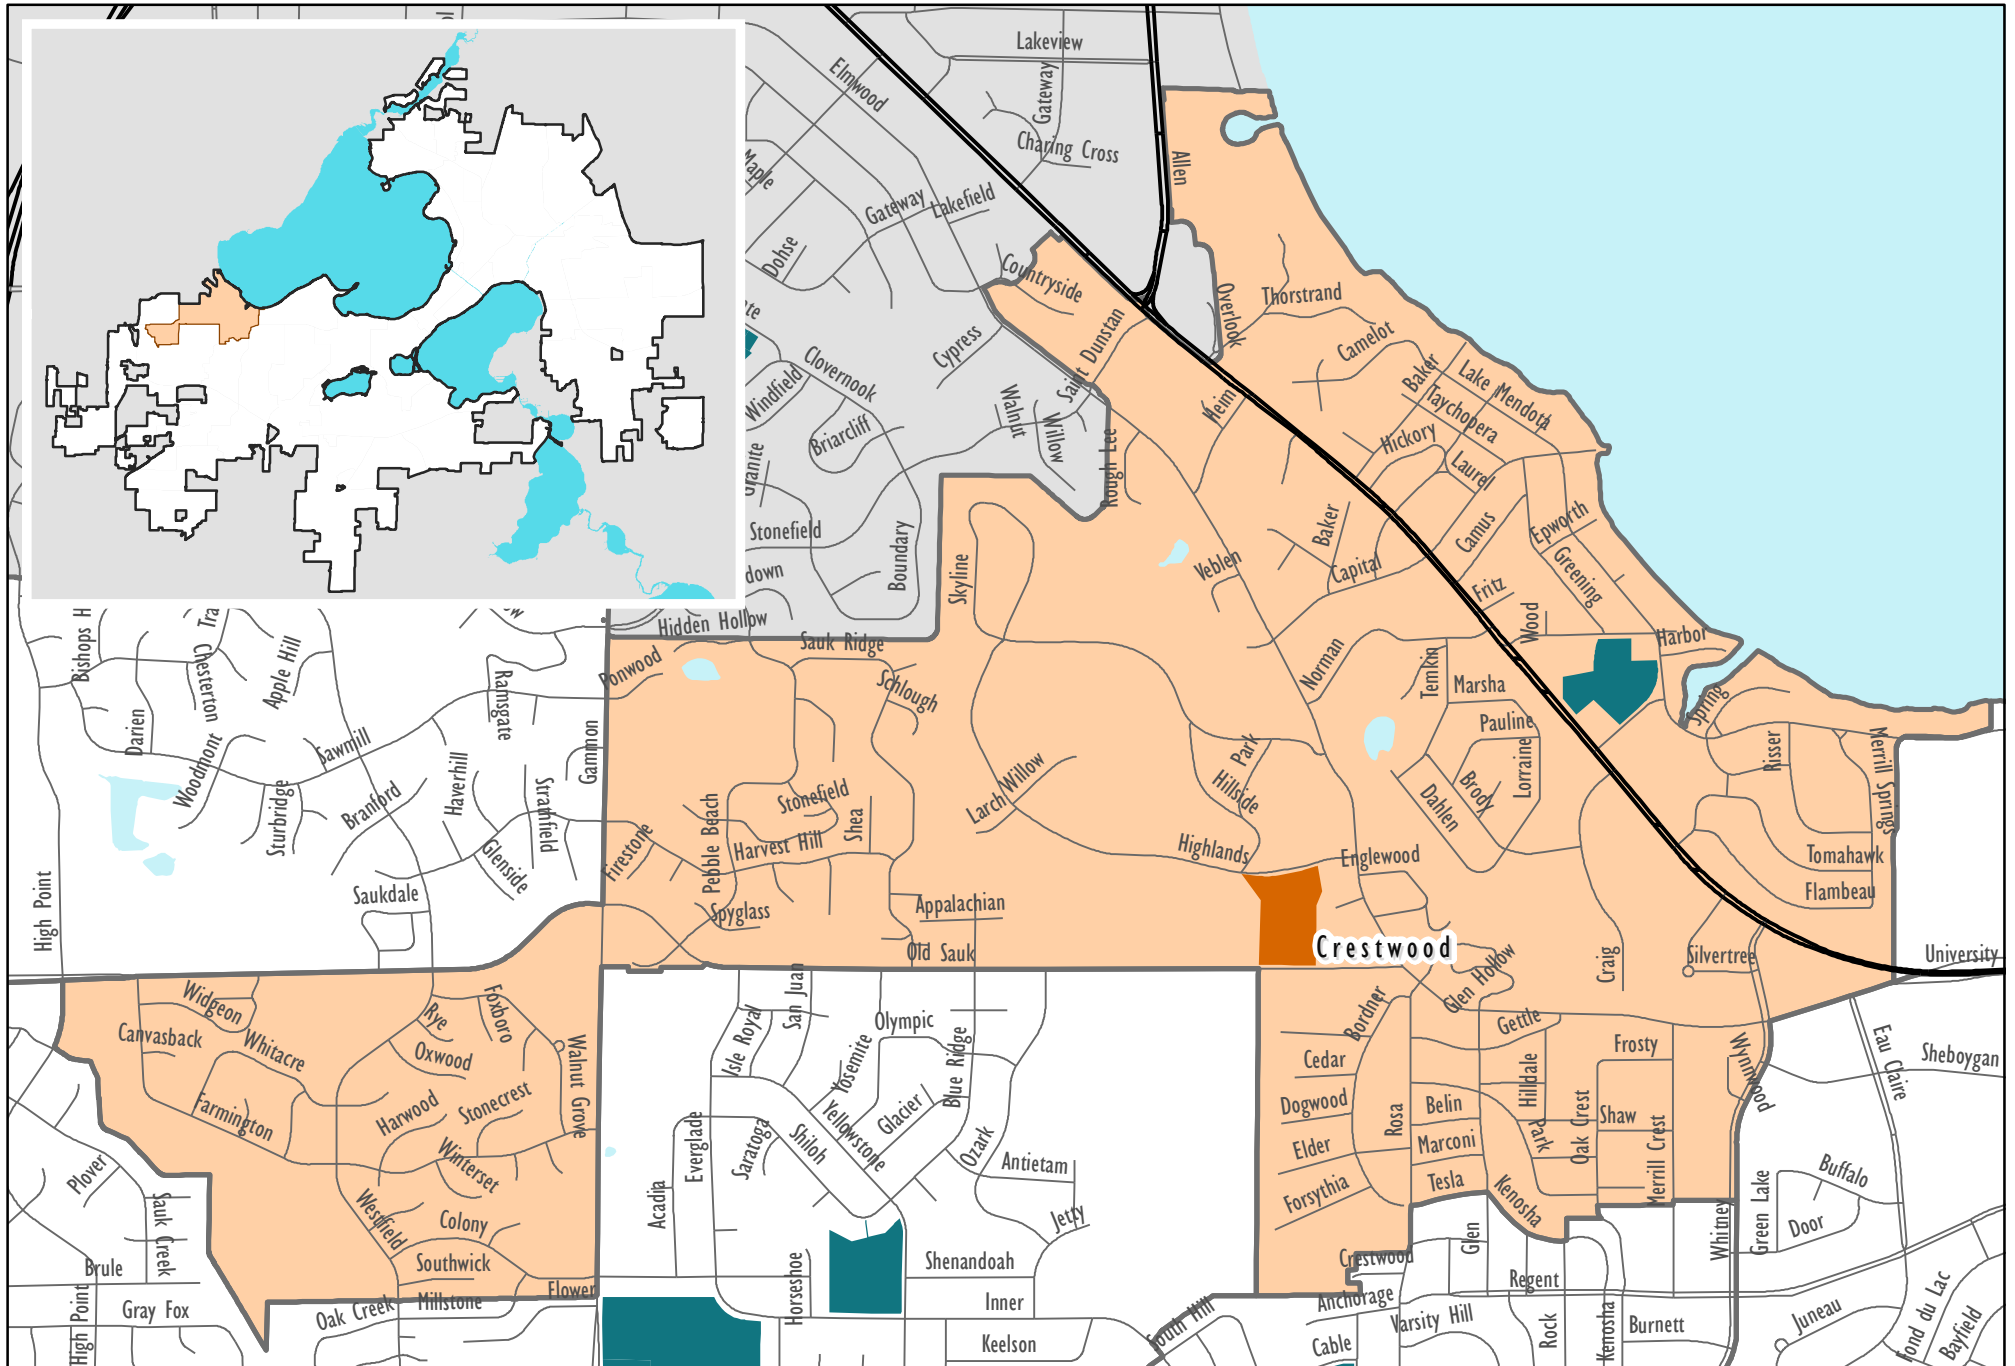 Lakeview
Elmwood
Gateway
Charing Cross
Allen
Maple
Gateway
Lakefield
Dohse
Countryside
Overlook
Thorstrand
Saint Dunstan
Camelot
Cypress
Clovernook
Windfield
Baker
Lake Mendota
Taychopera
Heim
Walnut
Willow
Briarcliff
Hickory
Laurel
Rough Lee
Granite
Stonefield
Boundary
Baker
Camus
Epworth
Veblen
Capital
Greening
Skyline
Fritz
Wood
Hidden Hollow
Sauk Ridge
Harbor
Bishops H
Tra
Chesterton
Apple Hill
Ponwood
Norman
Temkin
Marsha
Schlough
Ramsgate
Spring
Darien
Sawmill
Gammon
Pauline
Park
Risser
Merrill Springs
Woodmont
Haverhill
Stratnfield
Larch Willow
Hillside
Lorraine
Brody
Dahlen
Branford
Sturbridge
Stonefield
Pebble Beach
Shea
Harvest Hill
Firestone
Glenside
Highlands
Englewood
Tomahawk
Flambeau
Saukdale
High Point
Spyglass
Appalachian
Old Sauk
Crestwood
Craig
Silvertree
University
Glen Hollow
Widgeon
Foxboro
Rye
Canvasback
Whitacre
Oxwood
Walnut Grove
San Juan
Isle Royal
Olympic
Yosemite
Blue Ridge
Bordner
Gettle
Frosty
Wynnwood
Eau Claire
Sheboygan
Cedar
Hilldale
Farmington
Harwood
Stonecrest
Everglade
Saratoga
Shiloh
Yellowstone
Glacier
Dogwood
Rosa
Belin
Oak Crest
Shaw
Park
Merrill Crest
Elder
Marconi
Ozark
Antietam
Plover
Winterset
Westfield
Forsythia
Tesla
Kenosha
Buffalo
Sauk Creek
Colony
Acadia
Jetty
Glen
Whitney
Green Lake
Door
Southwick
Shenandoah
Crestwood
Brule
Flower
Horseshoe
Regent
High Point
Gray Fox
Oak Creek
Millstone
Inner
Anchorage
Varsity Hill
South Hill
Rock
Kenosha
Burnett
Juneau
Fond du Lac
Bayfield
Keelson
Cable